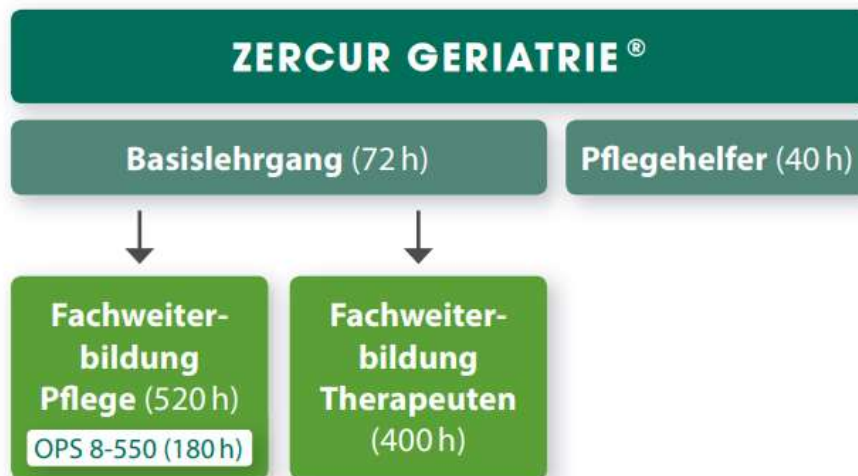 ZERCUR GERIATRIE®
Basislehrgang (72 h)
Pflegehelfer (40 h)
Fachweiter-
bildung
Pflege (520 h)
OPS 8-550 (180 h)
Fachweiter-
bildung
Therapeuten
(400 h)